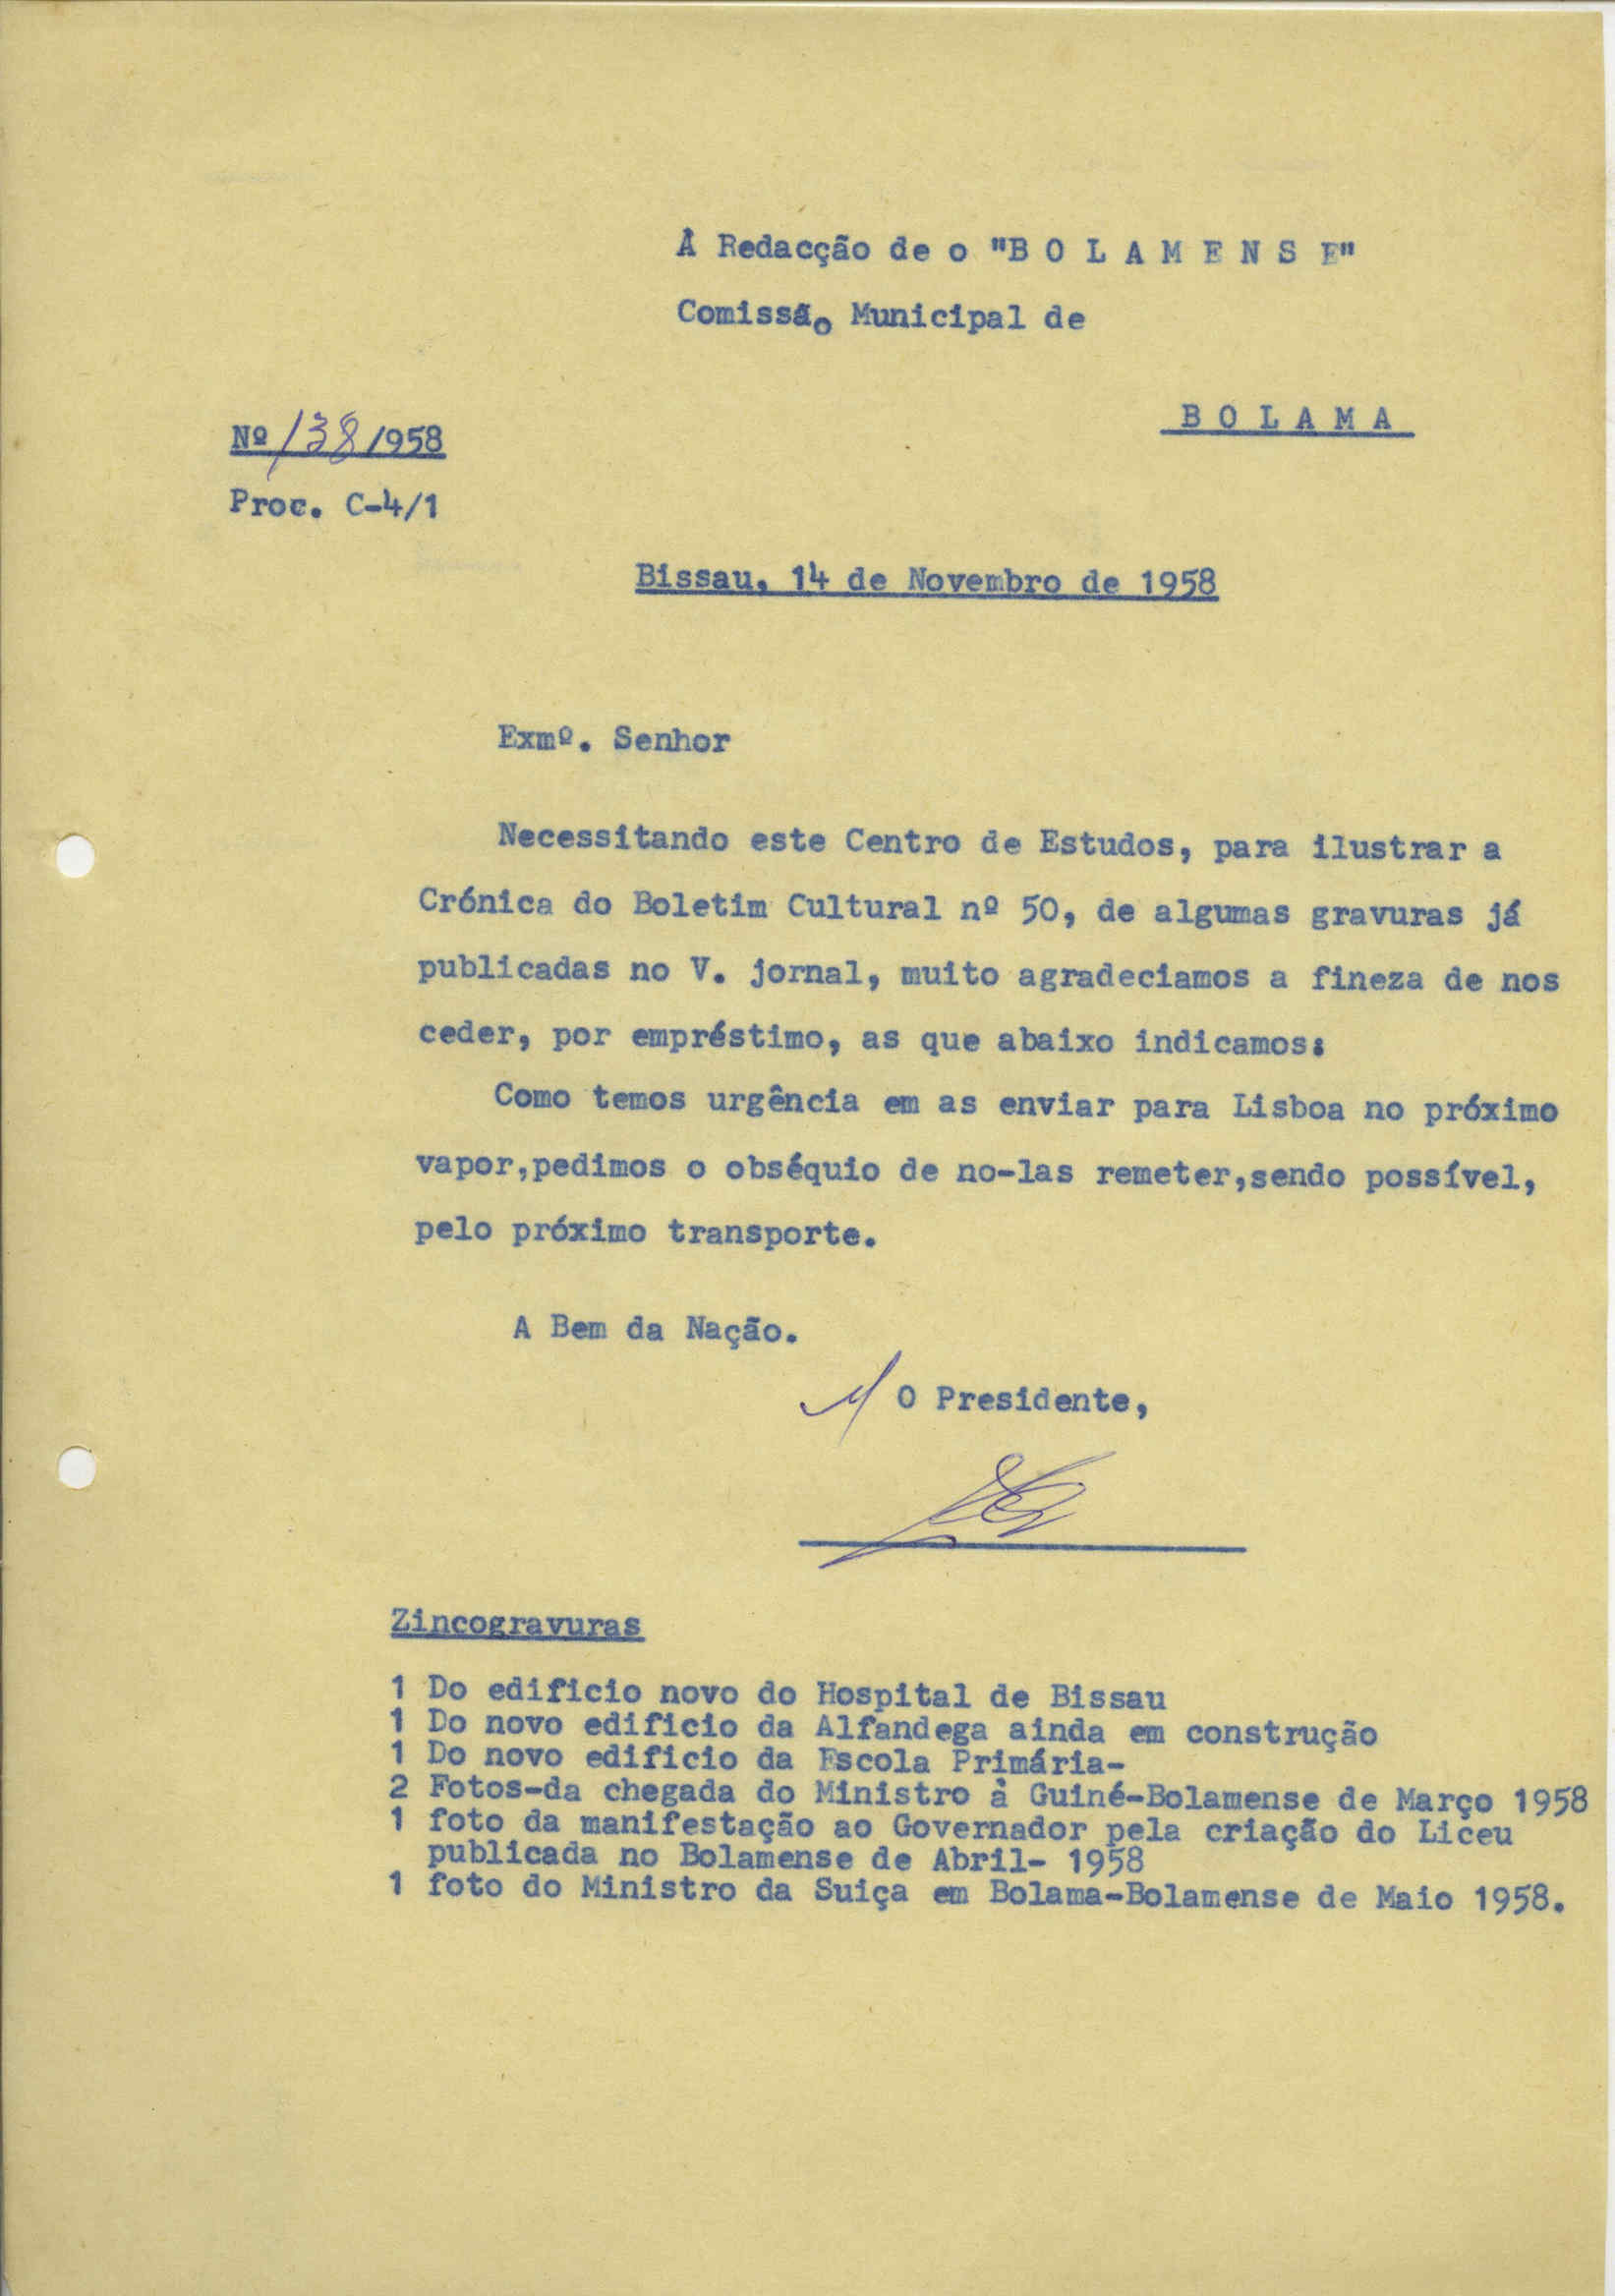 À Redacção de o "B O L A M E N S E"
Comissão Municipal de
B O L A M A
Nº 138/1958
Proc. C-4/1
Bissau, 14 de Novembro de 1958
Exmº. Senhor
Necessitando este Centro de Estudos, para ilustrar a
Crónica do Boletim Cultural nº 50, de algumas gravuras já
publicadas no V. jornal, muito agradeciamos a fineza de nos
ceder, por empréstimo, as que abaixo indicamos:
Como temos urgência em as enviar para Lisboa no próximo
vapor,pedimos o obséquio de no-las remeter,sendo possível,
pelo próximo transporte.
A Bem da Nação.
O Presidente,
Zincogravuras
1 Do edificio novo do Hospital de Bissau
1 Do novo edificio da Alfandega ainda em construção
1 Do novo edificio da Escola Primária-
2 Fotos-da chegada do Ministro à Guiné-Bolamense de Março 1958
1 foto da manifestação ao Governador pela criação do Liceu
publicada no Bolamense de Abril- 1958
1 foto do Ministro da Suiça em Bolama-Bolamense de Maio 1958.